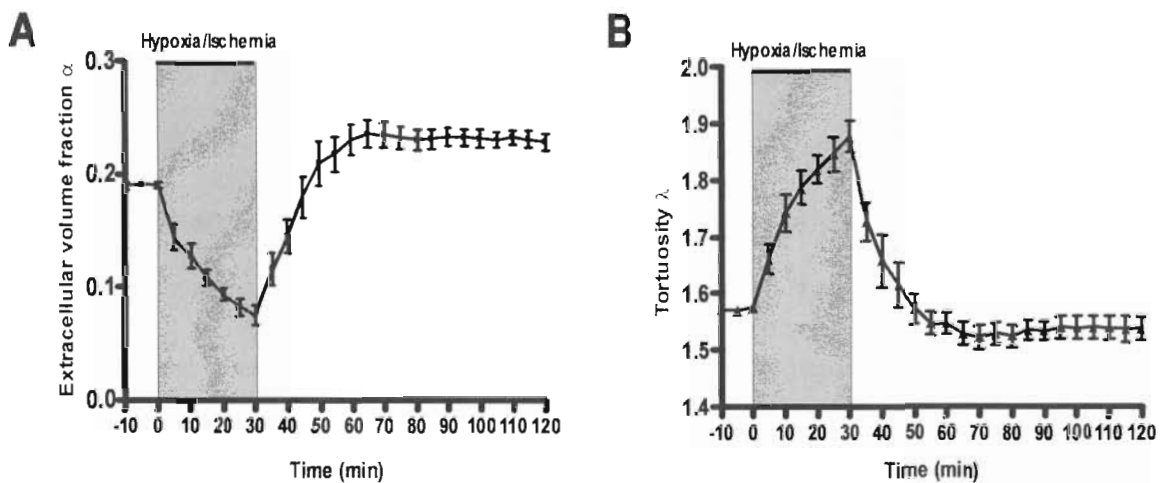 A
Hypoxia/Ischemia
Extracellular volume fraction α
0.3
0.2
0.1
0.0
-10 0 10 20 30 40 50 60 70 80 90 100 110 120
Time (min)
B
Hypoxia/Ischemia
Tortuosity λ
2.0
1.9
1.8
1.7
1.6
1.5
1.4
-10 0 10 20 30 40 50 60 70 80 90 100 110 120
Time (min)